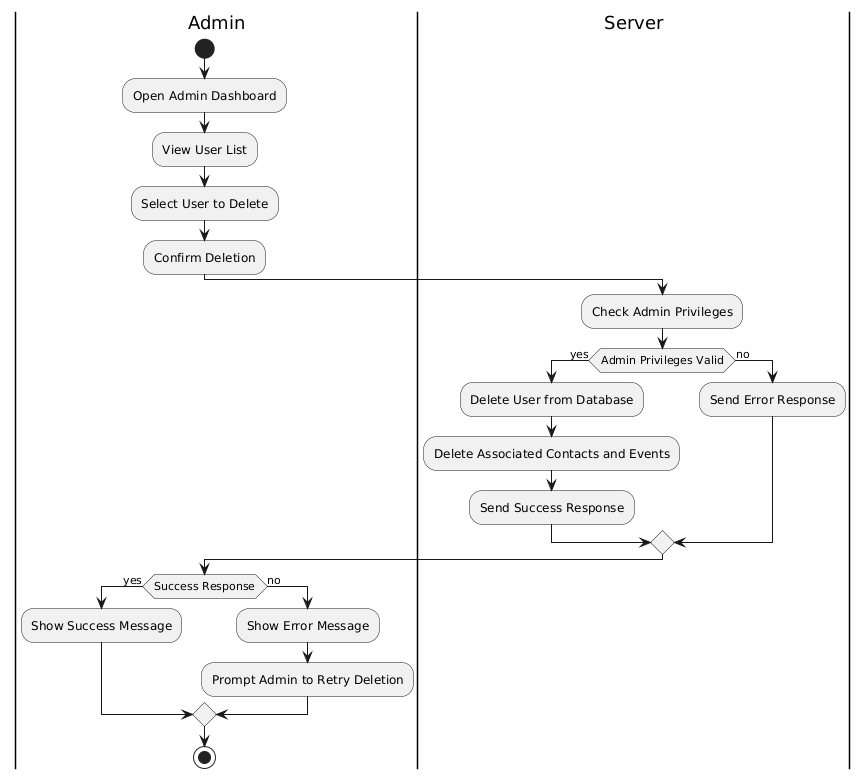 Admin
Server
Open Admin Dashboard
View User List
Select User to Delete
Confirm Deletion
Check Admin Privileges
yes
Admin Privileges Valid
no
Delete User from Database
Send Error Response
Delete Associated Contacts and Events
Send Success Response
yes
Success Response
no
Show Success Message
Show Error Message
Prompt Admin to Retry Deletion